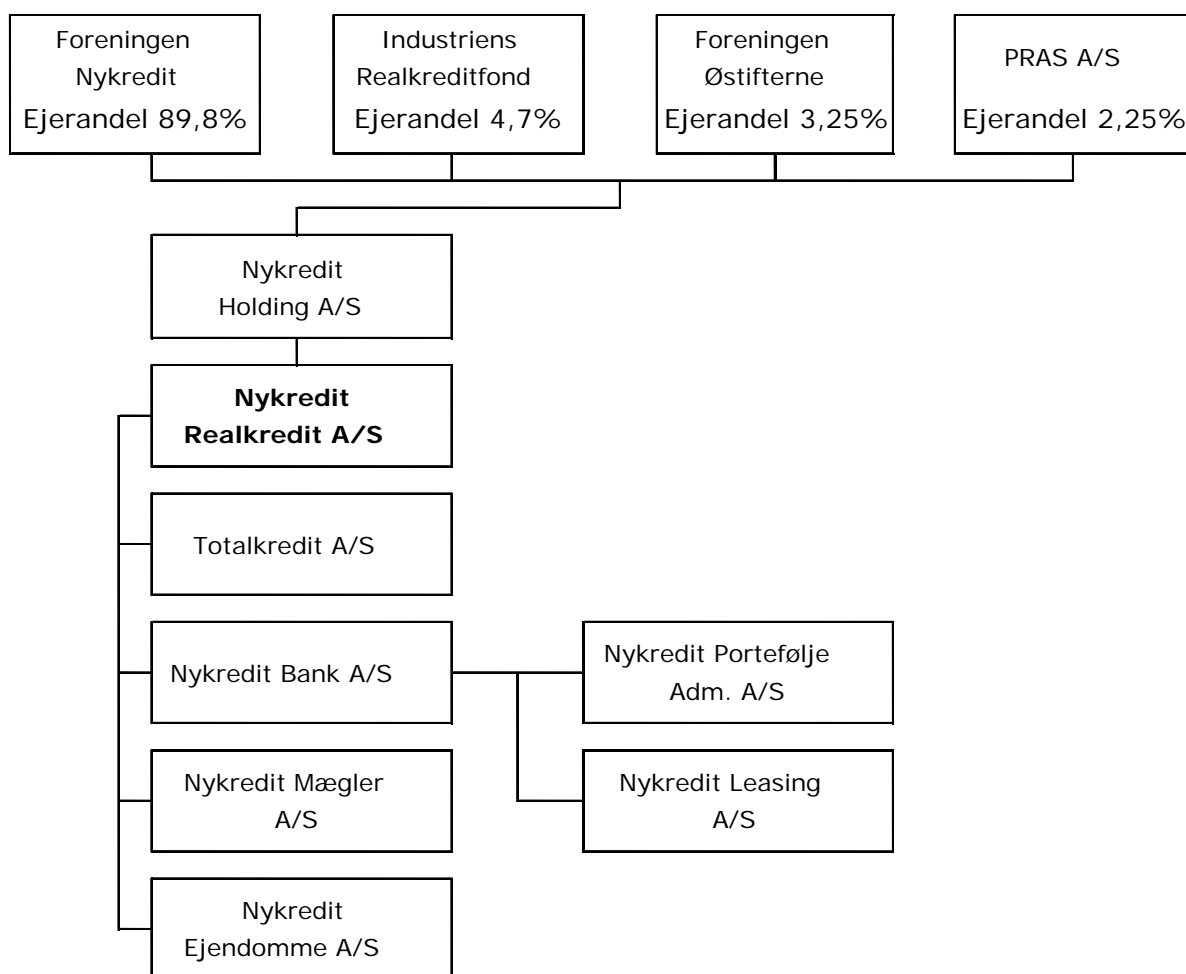 Foreningen
Nykredit
Ejerandel 89,8%
Industriens
Realkreditfond
Ejerandel 4,7%
Foreningen
Østifterne
Ejerandel 3,25%
PRAS A/S
Ejerandel 2,25%
Nykredit
Holding A/S
Nykredit
Realkredit A/S
Totalkredit A/S
Nykredit Bank A/S
Nykredit Portefølje
Adm. A/S
Nykredit Mægler
A/S
Nykredit Leasing
A/S
Nykredit
Ejendomme A/S